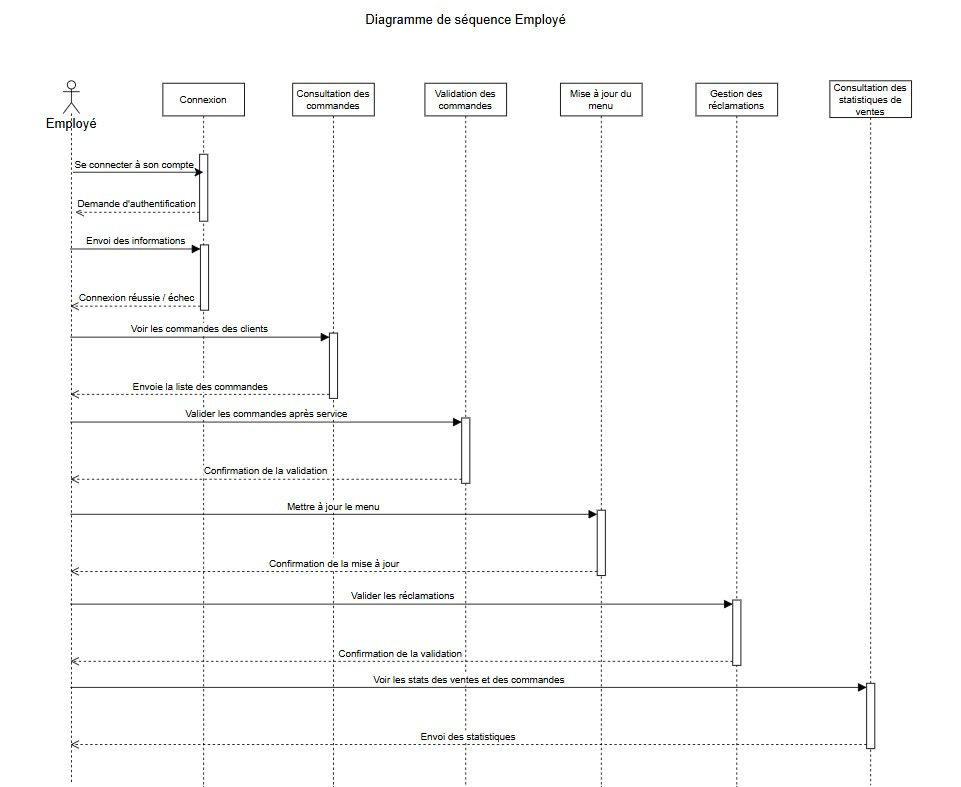 Diagramme de séquence Employé
Employé
Connexion
Consultation des
commandes
Validation des
commandes
Mise à jour du
menu
Gestion des
réclamations
Consultation des
statistiques de
ventes
Se connecter à son compte
Demande d'authentification
Envoi des informations
Connexion réussie / échec
Voir les commandes des clients
Envoie la liste des commandes
Valider les commandes après service
Confirmation de la validation
Mettre à jour le menu
Confirmation de la mise à jour
Valider les réclamations
Confirmation de la validation
Voir les stats des ventes et des commandes
Envoi des statistiques